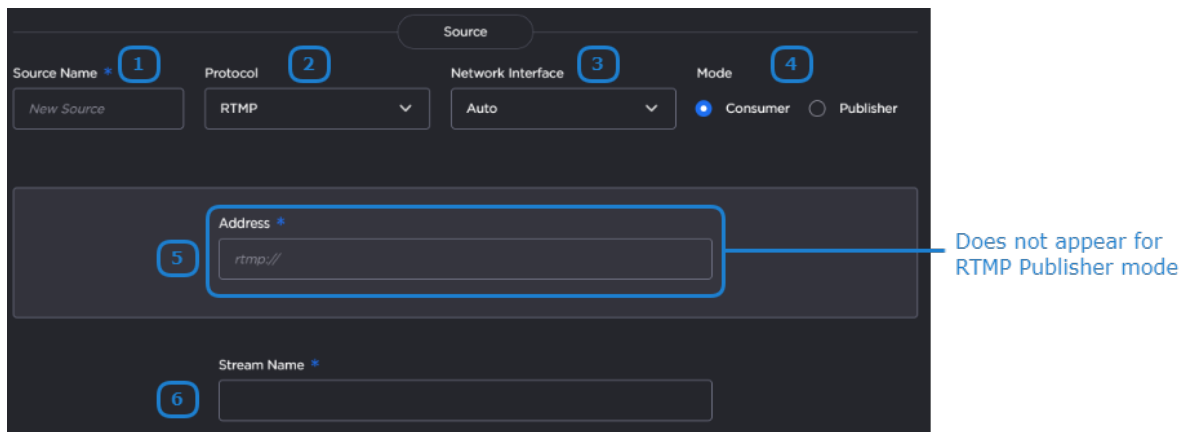 Source
Source Name * 1 Protocol 2 Network Interface 3 Mode 4
New Source RTMP Auto Consumer Publisher
Address *
5 rtmp://
Does not appear for
RTMP Publisher mode
Stream Name *
6